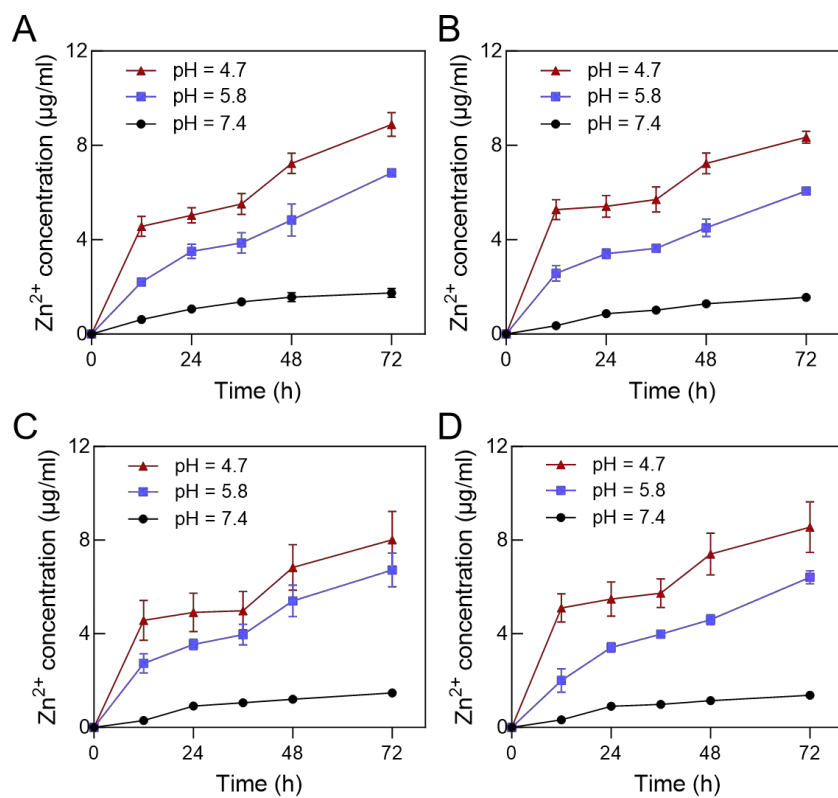 A
Zn²⁺ concentration (μg/ml)
12
8
4
0
pH = 4.7
pH = 5.8
pH = 7.4
0 24 48 72
Time (h)
B
Zn²⁺ concentration (μg/ml)
12
8
4
0
pH = 4.7
pH = 5.8
pH = 7.4
0 24 48 72
Time (h)
C
Zn²⁺ concentration (μg/ml)
12
8
4
0
pH = 4.7
pH = 5.8
pH = 7.4
0 24 48 72
Time (h)
D
Zn²⁺ concentration (μg/ml)
12
8
4
0
pH = 4.7
pH = 5.8
pH = 7.4
0 24 48 72
Time (h)